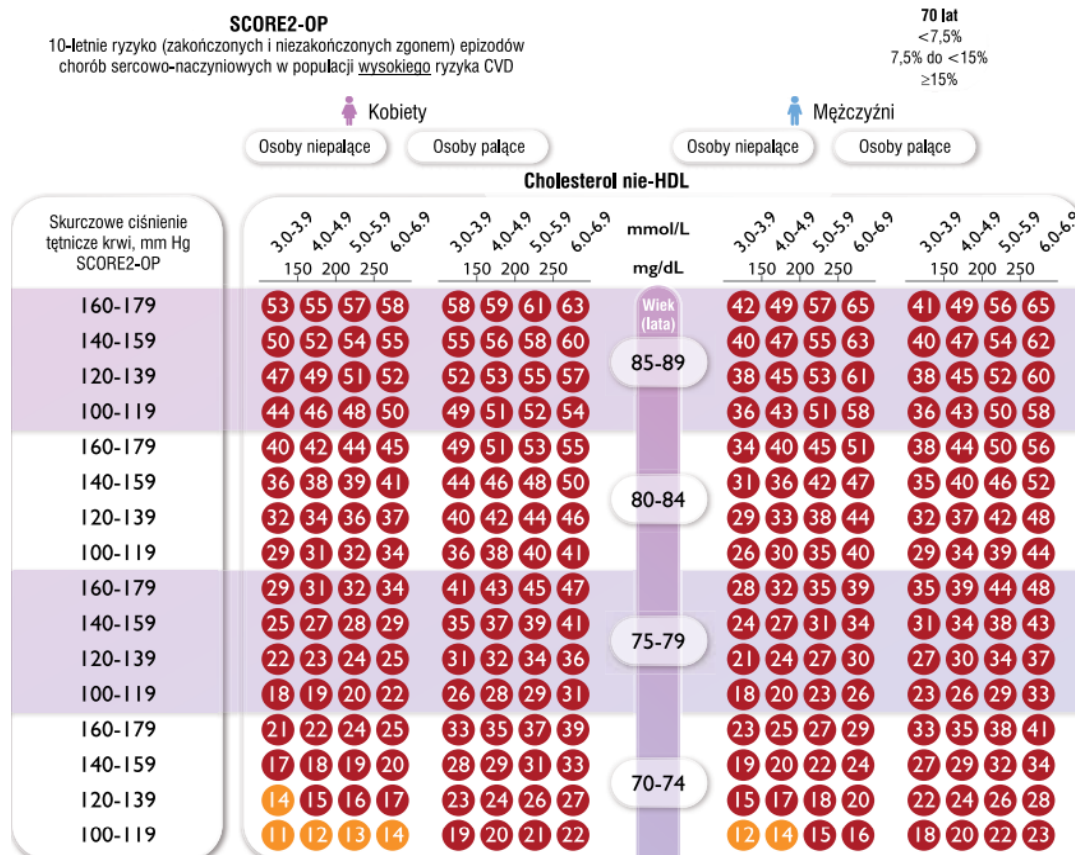 SCORE2-OP
10-letnie ryzyko (zakończonych i niezakończonych zgonem) epizodów
chorób sercowo-naczyniowych w populacji wysokiego ryzyka CVD
70 lat
<7,5%
7,5% do <15%
≥15%
Kobiety Mężczyźni
Osoby niepalące Osoby palące Osoby niepalące Osoby palące
Cholesterol nie-HDL
Skurczowe ciśnienie
tętnicze krwi, mm Hg
SCORE2-OP
3.0-3.9 4.0-4.9 5.0-5.9 6.0-6.9 3.0-3.9 4.0-4.9 5.0-5.9 6.0-6.9 mmol/L 3.0-3.9 4.0-4.9 5.0-5.9 6.0-6.9 3.0-3.9 4.0-4.9 5.0-5.9 6.0-6.9
150 200 250 150 200 250 mg/dL 150 200 250 150 200 250
Wiek
(lata)
160-179 53 55 57 58 58 59 61 63 42 49 57 65 41 49 56 65
140-159 50 52 54 55 55 56 58 60 40 47 55 63 40 47 54 62
85-89
120-139 47 49 51 52 52 53 55 57 38 45 53 61 38 45 52 60
100-119 44 46 48 50 49 51 52 54 36 43 51 58 36 43 50 58
160-179 40 42 44 45 49 51 53 55 34 40 45 51 38 44 50 56
140-159 36 38 39 41 44 46 48 50 31 36 42 47 35 40 46 52
80-84
120-139 32 34 36 37 40 42 44 46 29 33 38 44 32 37 42 48
100-119 29 31 32 34 36 38 40 41 26 30 35 40 29 34 39 44
160-179 29 31 32 34 41 43 45 47 28 32 35 39 35 39 44 48
140-159 25 27 28 29 35 37 39 41 24 27 31 34 31 34 38 43
75-79
120-139 22 23 24 25 31 32 34 36 21 24 27 30 27 30 34 37
100-119 18 19 20 22 26 28 29 31 18 20 23 26 23 26 29 33
160-179 21 22 24 25 33 35 37 39 23 25 27 29 33 35 38 41
140-159 17 18 19 20 28 29 31 33 19 20 22 24 27 29 32 34
70-74
120-139 14 15 16 17 23 24 26 27 15 17 18 20 22 24 26 28
100-119 11 12 13 14 19 20 21 22 12 14 15 16 18 20 22 23